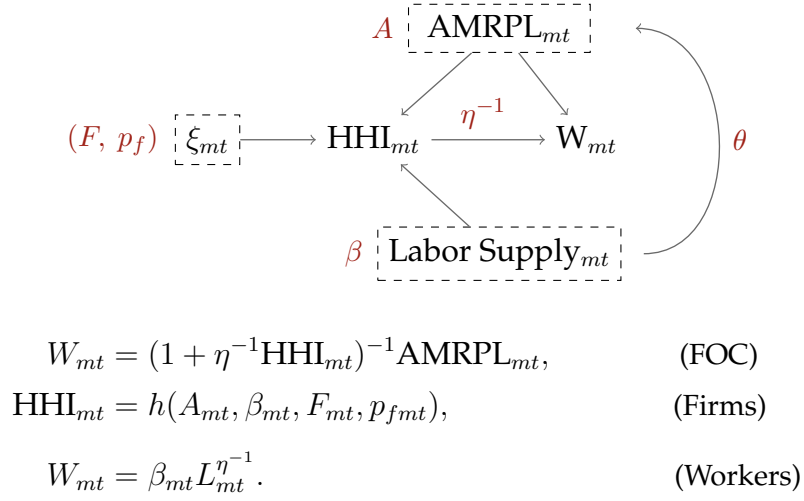 A AMRPL_{mt}
η^{-1}
(F, p_f) ξ_{mt} HHI_{mt} W_{mt} θ
β Labor Supply_{mt}
W_{mt} = (1 + η^{-1}HHI_{mt})^{-1}AMRPL_{mt}, (FOC)
HHI_{mt} = h(A_{mt}, β_{mt}, F_{mt}, p_{fmt}), (Firms)
W_{mt} = β_{mt}L_{mt}^{η^{-1}}. (Workers)